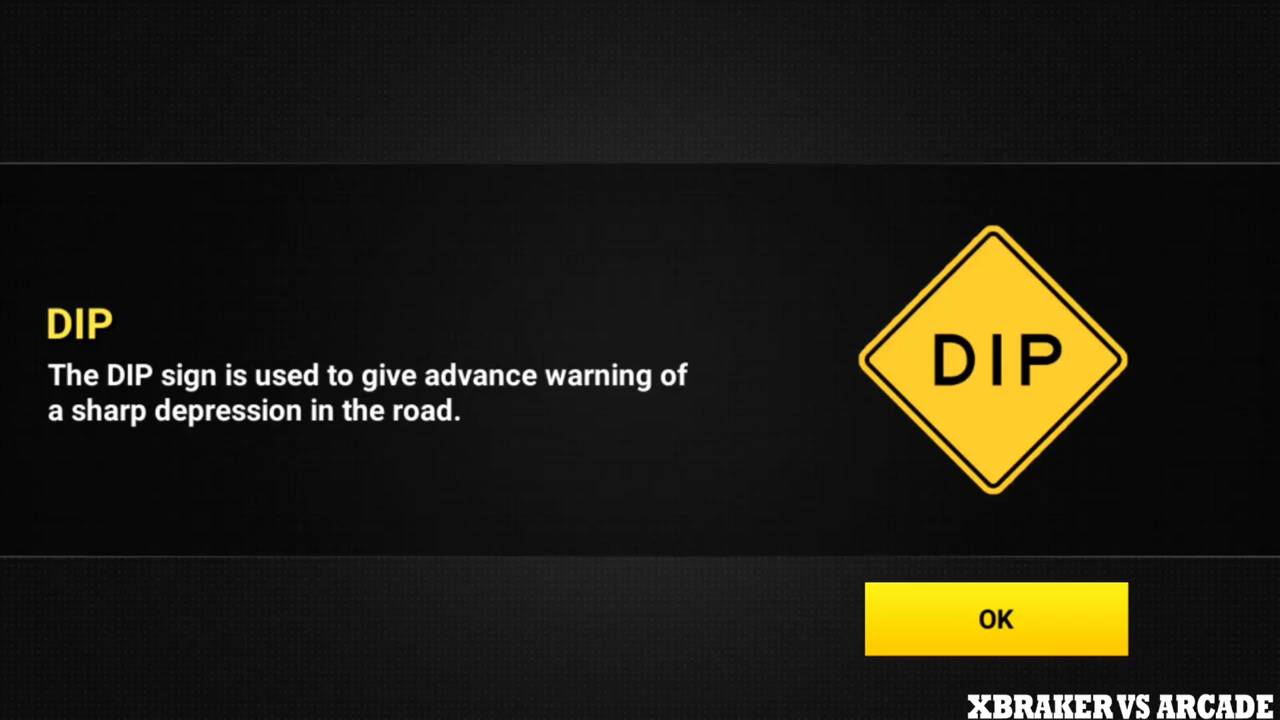 DIP
The DIP sign is used to give advance warning of
a sharp depression in the road.
DIP
OK
XBRAKER VS ARCADE